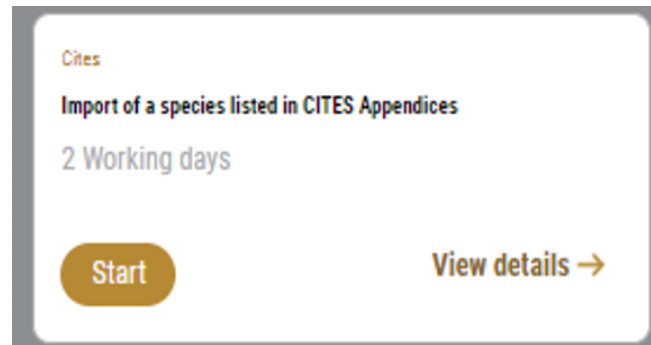 Cites
Import of a species listed in CITES Appendices
2 Working days
Start
View details →